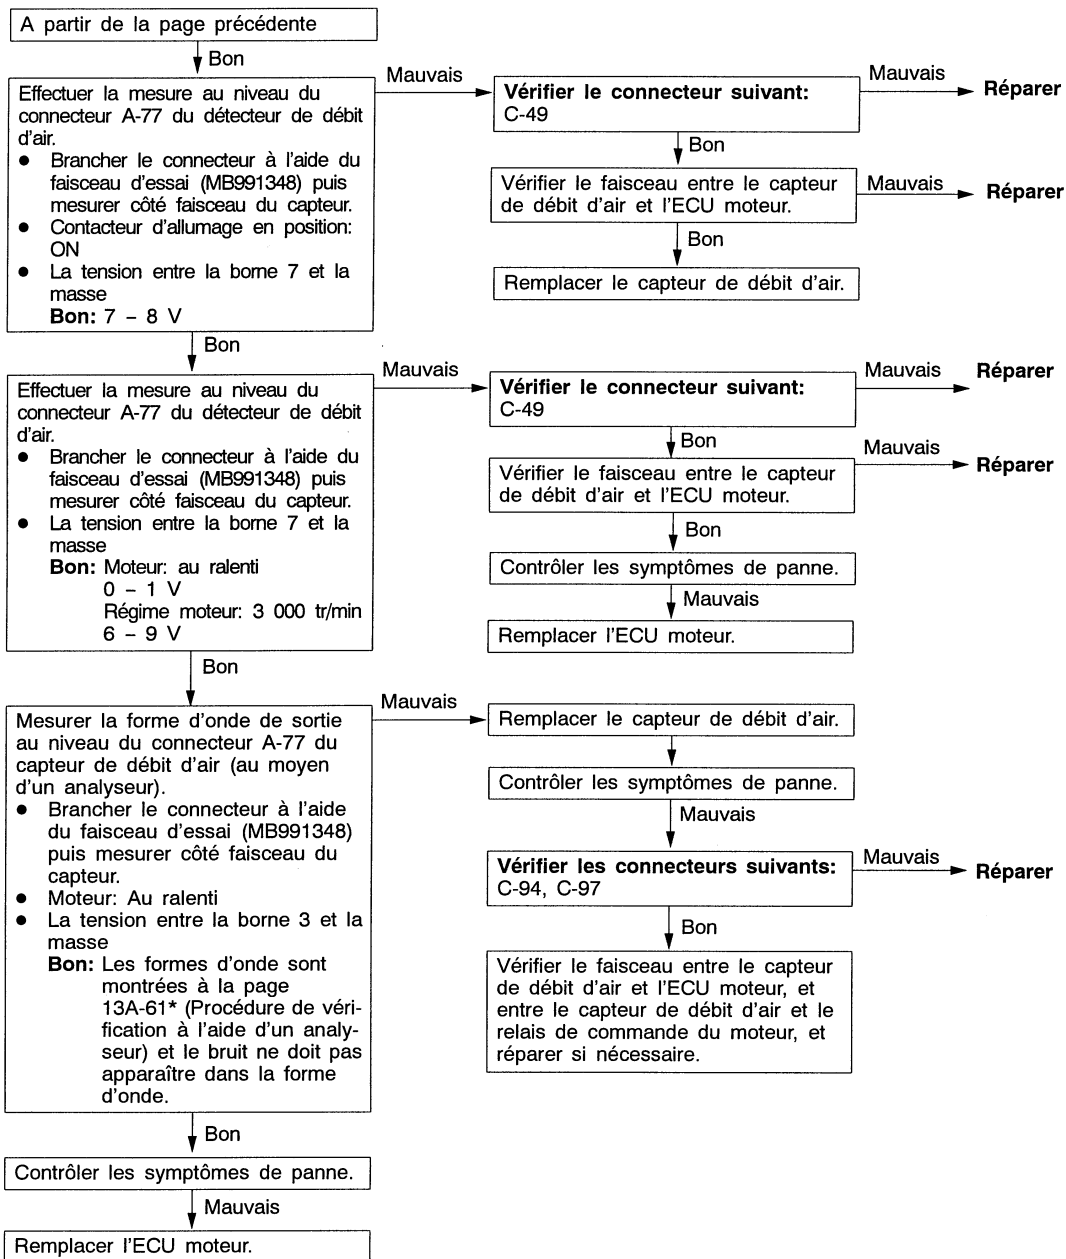 A partir de la page précédente
Bon
Effectuer la mesure au niveau du
connecteur A-77 du détecteur de débit
d'air.
● Brancher le connecteur à l'aide du
faisceau d'essai (MB991348) puis
mesurer côté faisceau du capteur.
● Contacteur d'allumage en position:
ON
● La tension entre la borne 7 et la
masse
Bon: 7 – 8 V
Mauvais
Vérifier le connecteur suivant:
C-49
Mauvais
Réparer
Bon
Vérifier le faisceau entre le capteur
de débit d'air et l'ECU moteur.
Mauvais
Réparer
Bon
Remplacer le capteur de débit d'air.
Bon
Effectuer la mesure au niveau du
connecteur A-77 du détecteur de débit
d'air.
● Brancher le connecteur à l'aide du
faisceau d'essai (MB991348) puis
mesurer côté faisceau du capteur.
● La tension entre la borne 7 et la
masse
Bon: Moteur: au ralenti
0 – 1 V
Régime moteur: 3 000 tr/min
6 – 9 V
Mauvais
Vérifier le connecteur suivant:
C-49
Mauvais
Réparer
Bon
Vérifier le faisceau entre le capteur
de débit d'air et l'ECU moteur.
Mauvais
Réparer
Bon
Contrôler les symptômes de panne.
Mauvais
Remplacer l'ECU moteur.
Bon
Mesurer la forme d'onde de sortie
au niveau du connecteur A-77 du
capteur de débit d'air (au moyen
d'un analyseur).
● Brancher le connecteur à l'aide
du faisceau d'essai (MB991348)
puis mesurer côté faisceau du
capteur.
● Moteur: Au ralenti
● La tension entre la borne 3 et la
masse
Bon: Les formes d'onde sont
montrées à la page
13A-61* (Procédure de véri-
fication à l'aide d'un analy-
seur) et le bruit ne doit pas
apparaître dans la forme
d'onde.
Mauvais
Remplacer le capteur de débit d'air.
Contrôler les symptômes de panne.
Mauvais
Vérifier les connecteurs suivants:
C-94, C-97
Mauvais
Réparer
Bon
Vérifier le faisceau entre le capteur
de débit d'air et l'ECU moteur, et
entre le capteur de débit d'air et le
relais de commande du moteur, et
réparer si nécessaire.
Bon
Contrôler les symptômes de panne.
Mauvais
Remplacer l'ECU moteur.